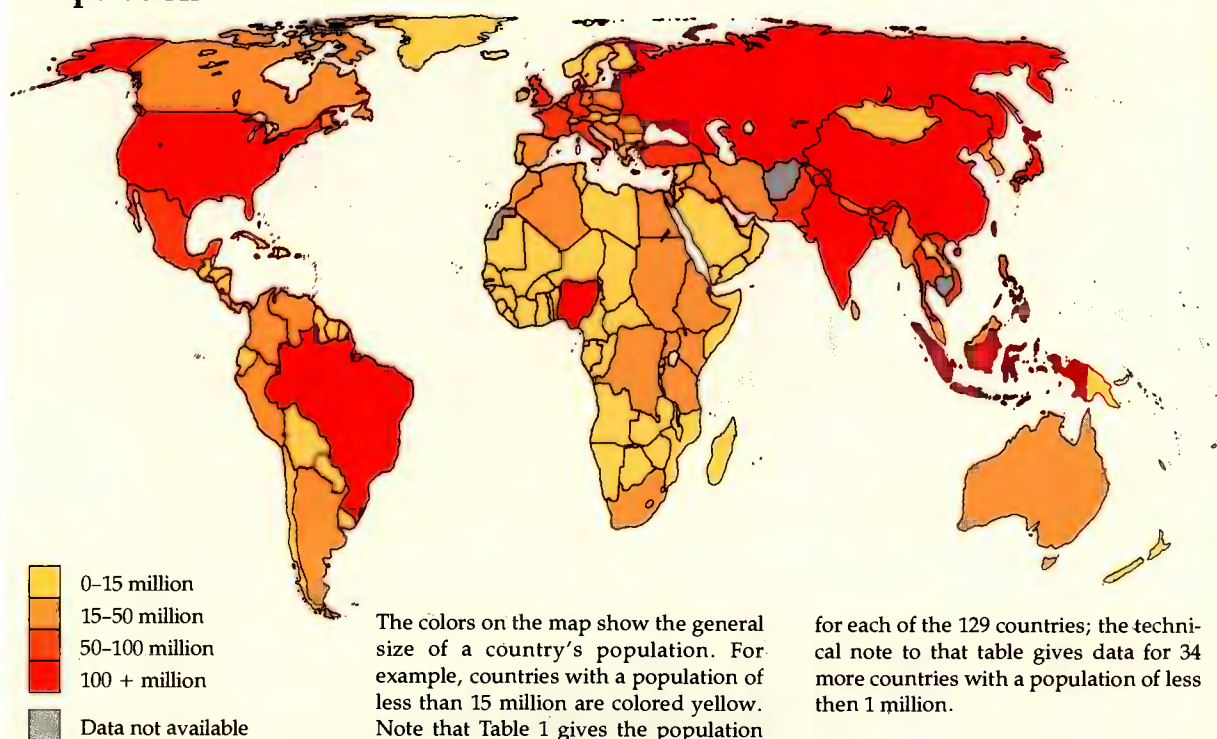 0–15 million
15–50 million
50–100 million
100 + million
Data not available
The colors on the map show the general
size of a country's population. For
example, countries with a population of
less than 15 million are colored yellow.
Note that Table 1 gives the population
for each of the 129 countries; the techni-
cal note to that table gives data for 34
more countries with a population of less
then 1 million.